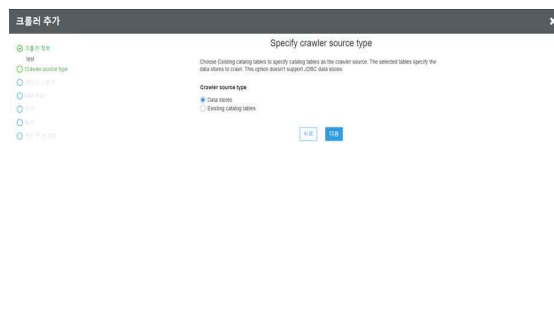 크롤러 추가
크롤러 정보
test
Crawler source type
Specify crawler source type
Choose Existing catalog tables to specify catalog tables as the crawler source. The selected tables specify the
data stores to crawl. This option doesn't support JDBC data stores.
Crawler source type
Data stores
Existing catalog tables
뒤로
다음